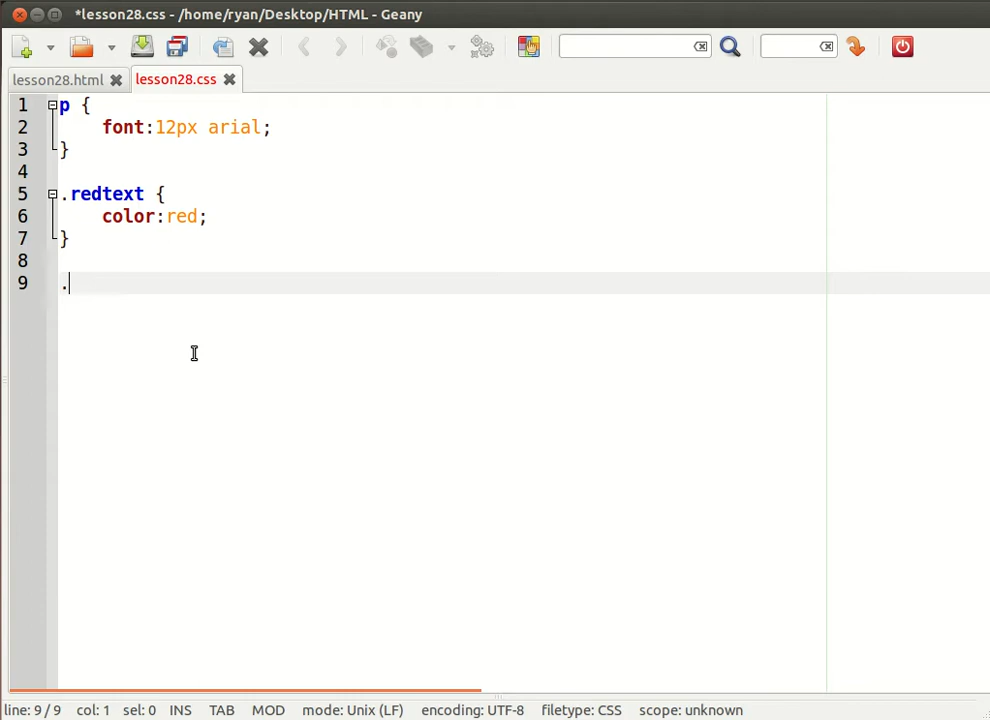 *lesson28.css - /home/ryan/Desktop/HTML - Geany
lesson28.html lesson28.css
1 p {
2 font:12px arial;
3 }
4
5 .redtext {
6 color:red;
7 }
8
9 .
line: 9 / 9 col: 1 sel: 0 INS TAB MOD mode: Unix (LF) encoding: UTF-8 filetype: CSS scope: unknown